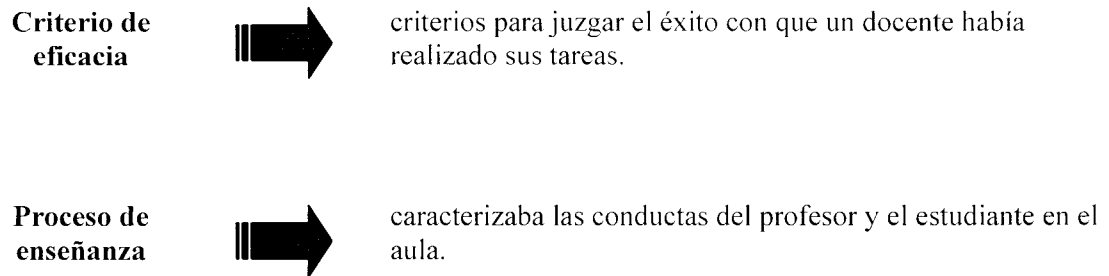 Criterio de
eficacia
criterios para juzgar el éxito con que un docente había
realizado sus tareas.
Proceso de
enseñanza
caracterizaba las conductas del profesor y el estudiante en el
aula.